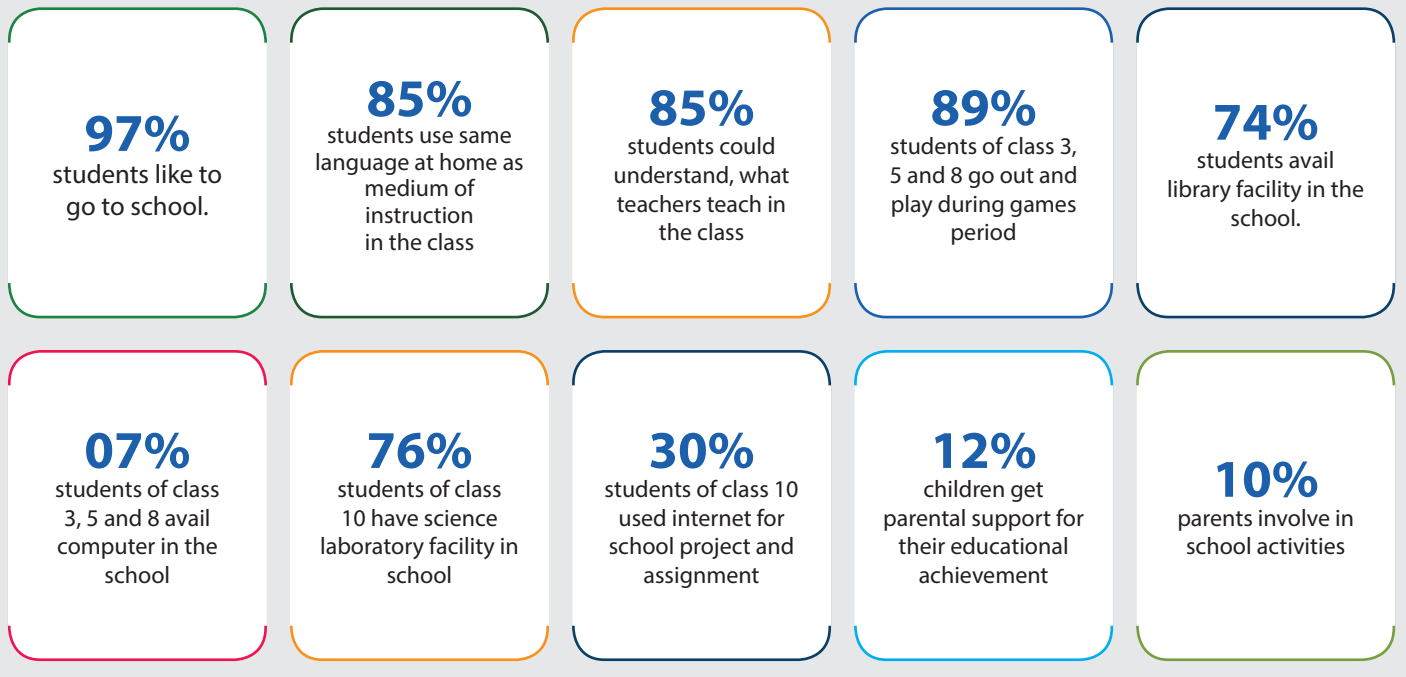 97%
students like to
go to school.
85%
students use same
language at home as
medium of
instruction
in the class
85%
students could
understand, what
teachers teach in
the class
89%
students of class 3,
5 and 8 go out and
play during games
period
74%
students avail
library facility in the
school.
07%
students of class
3, 5 and 8 avail
computer in the
school
76%
students of class
10 have science
laboratory facility in
school
30%
students of class 10
used internet for
school project and
assignment
12%
children get
parental support for
their educational
achievement
10%
parents involve in
school activities